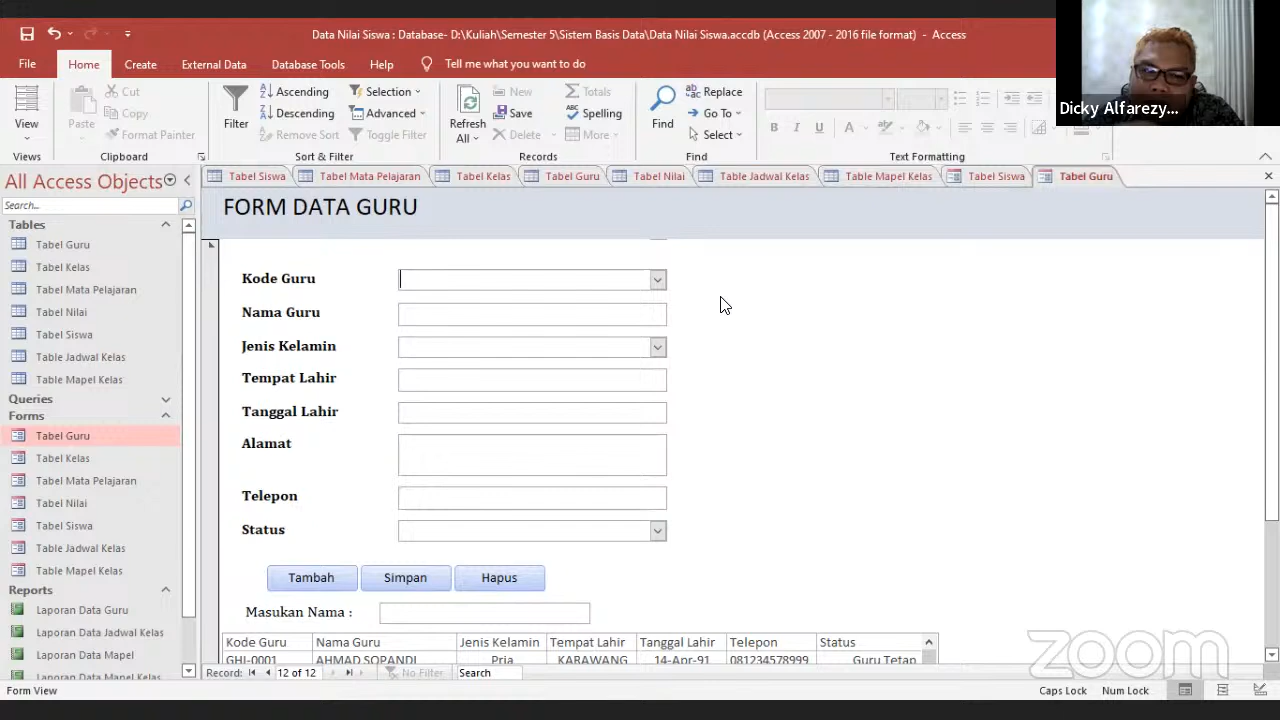 Data Nilai Siswa : Database- D:\Kuliah\Semester 5\Sistem Basis Data\Data Nilai Siswa.accdb (Access 2007 - 2016 file format) - Access
File Home Create External Data Database Tools Help Tell me what you want to do
Dicky Alfarezy...
View
Views
Paste
Cut
Copy
Format Painter
Clipboard
Filter
Ascending
Descending
Remove Sort
Selection
Advanced
Toggle Filter
Sort & Filter
Refresh All
New
Save
Delete
Totals
Spelling
More
Records
Find
Replace
Go To
Select
Find
B I U A
Text Formatting
All Access Objects
Search...
Tables
Tabel Guru
Tabel Kelas
Tabel Mata Pelajaran
Tabel Nilai
Tabel Siswa
Table Jadwal Kelas
Table Mapel Kelas
Queries
Forms
Tabel Guru
Tabel Kelas
Tabel Mata Pelajaran
Tabel Nilai
Tabel Siswa
Table Jadwal Kelas
Table Mapel Kelas
Reports
Laporan Data Guru
Laporan Data Jadwal Kelas
Laporan Data Mapel
Laporan Data Mapel Kelas
Tabel Siswa Tabel Mata Pelajaran Tabel Kelas Tabel Guru Tabel Nilai Table Jadwal Kelas Table Mapel Kelas Tabel Siswa Tabel Guru
FORM DATA GURU
Kode Guru
Nama Guru
Jenis Kelamin
Tempat Lahir
Tanggal Lahir
Alamat
Telepon
Status
Tambah Simpan Hapus
Masukan Nama :
Kode Guru Nama Guru Jenis Kelamin Tempat Lahir Tanggal Lahir Telepon Status
GHI-0001 AHMAD SOPANDI Pria KARAWANG 14-Apr-91 081234578999 Guru Tetap
Record: 12 of 12 No Filter Search
Form View
Caps Lock Num Lock
zoom